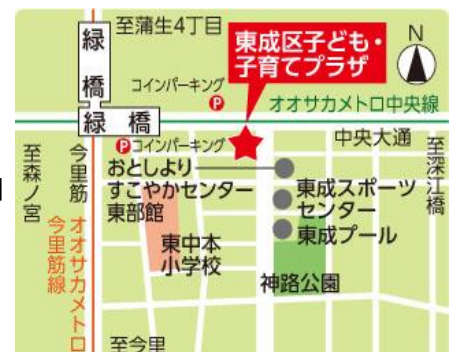 至蒲生4丁目
緑橋
東成区子ども・
子育てプラザ
N
コインパーキング
P
オオサカメトロ中央線
緑橋
P コインパーキング
中央大通
至森ノ宮
今里筋
オオサカメトロ
今里筋線
至深江橋
おとしより
すこやかセンター
東部館
東成スポーツ
センター
東成プール
東中本
小学校
神路公園
至今里